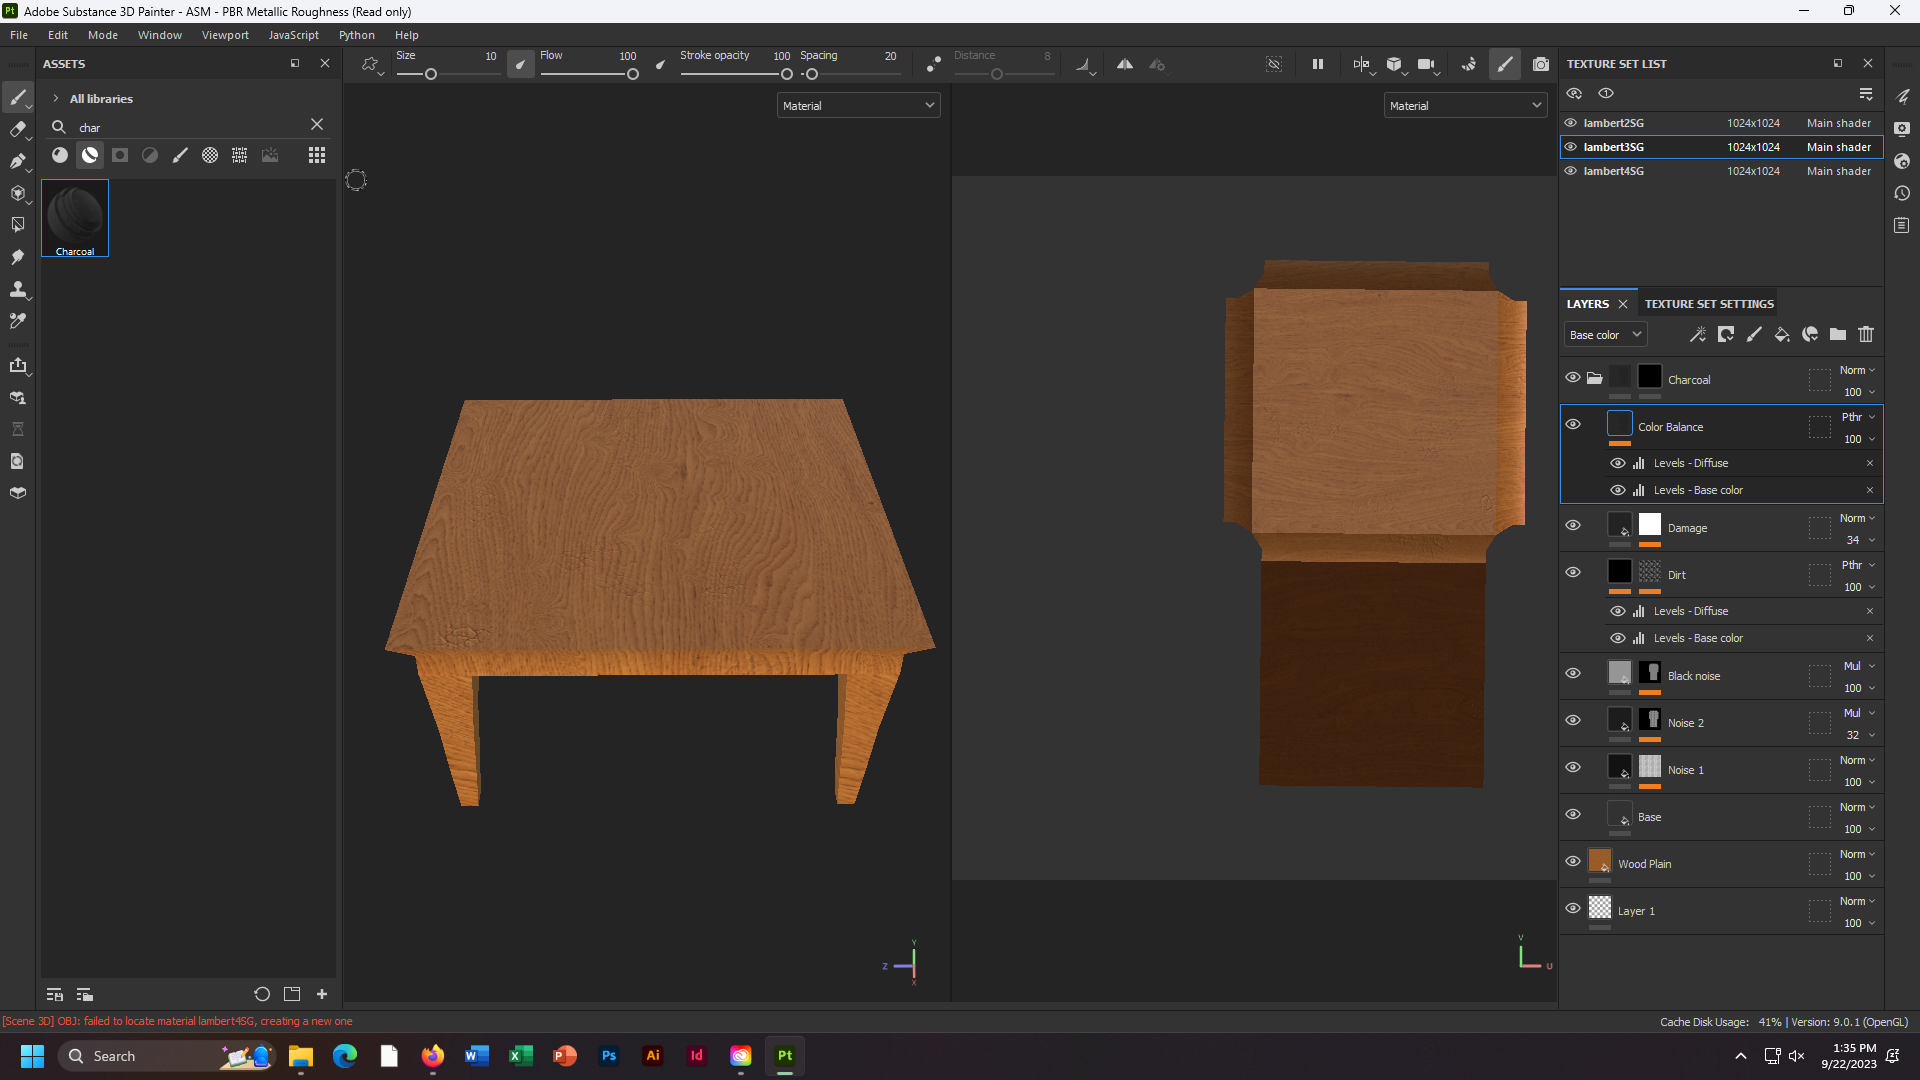 Pt Adobe Substance 3D Painter - ASM - PBR Metallic Roughness (Read only)
File Edit Mode Window Viewport JavaScript Python Help
ASSETS
All libraries
char
Charcoal
Size 10 Flow 100 Stroke opacity 100 Spacing 20 Distance 8
Material
Material
Z Y X
V U
TEXTURE SET LIST
lambert2SG 1024x1024 Main shader
lambert3SG 1024x1024 Main shader
lambert4SG 1024x1024 Main shader
LAYERS TEXTURE SET SETTINGS
Base color
Charcoal Norm 100
Color Balance Pthr 100
Levels - Diffuse
Levels - Base color
Damage Norm 34
Dirt Pthr 100
Levels - Diffuse
Levels - Base color
Black noise Mul 100
Noise 2 Mul 32
Noise 1 Norm 100
Base Norm 100
Wood Plain Norm 100
Layer 1 Norm 100
[Scene 3D] OBJ: failed to locate material lambert4SG, creating a new one
Cache Disk Usage: 41% | Version: 9.0.1 (OpenGL)
Search W X P Ps Ai Id Pt
1:35 PM
9/22/2023